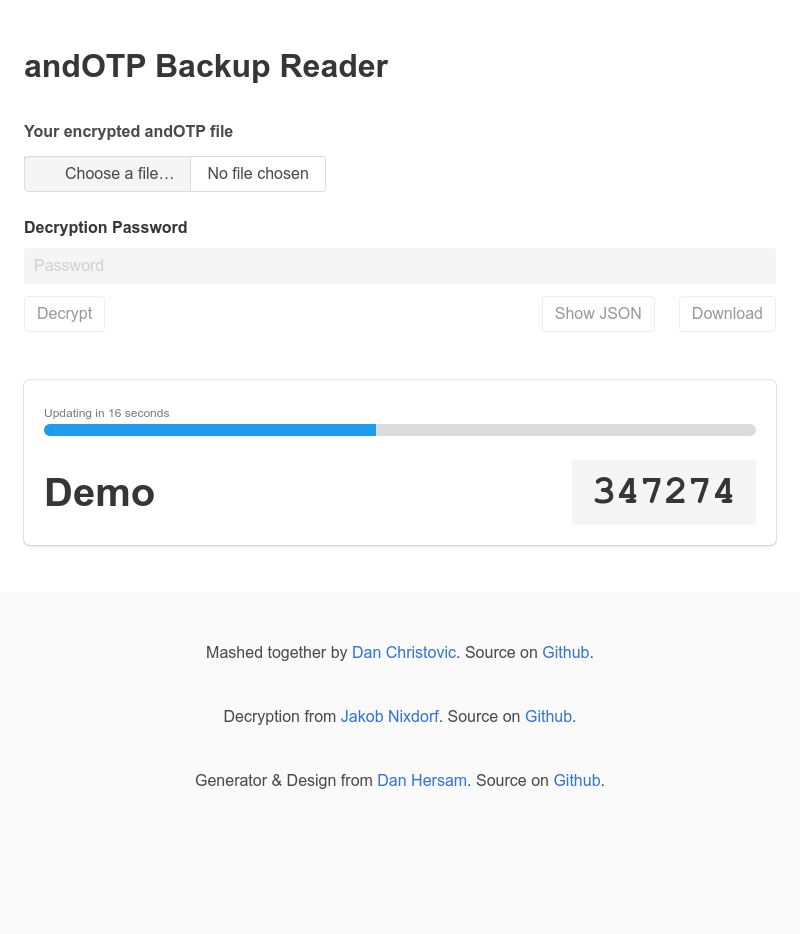 andOTP Backup Reader
Your encrypted andOTP file
Choose a file… No file chosen
Decryption Password
Password
Decrypt Show JSON Download
Updating in 16 seconds
Demo 347274
Mashed together by Dan Christovic. Source on Github.
Decryption from Jakob Nixdorf. Source on Github.
Generator & Design from Dan Hersam. Source on Github.